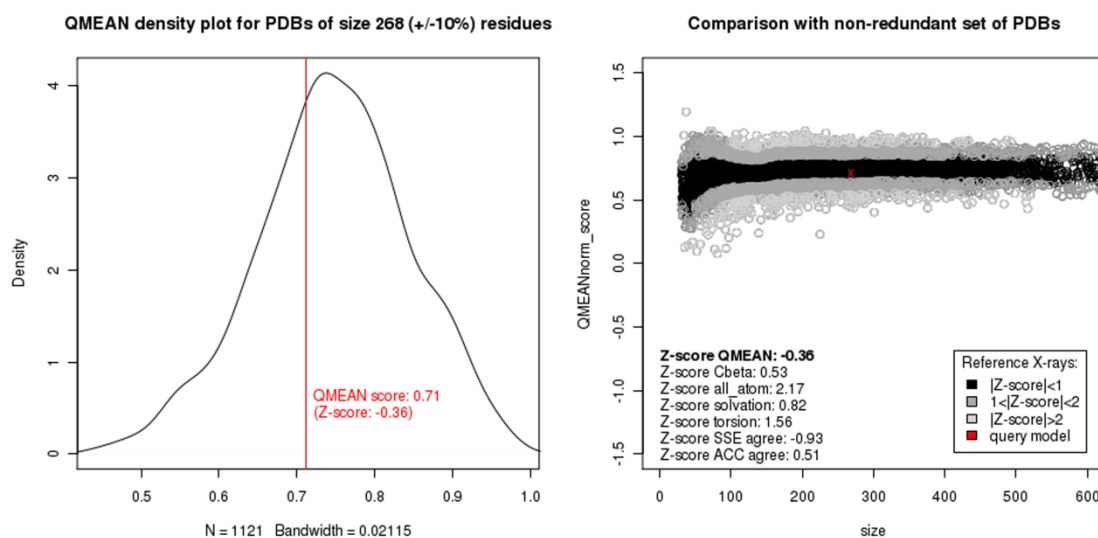 QMEAN density plot for PDBs of size 268 (+/-10%) residues
Density
0
1
2
3
4
QMEAN score: 0.71
(Z-score: -0.36)
0.5 0.6 0.7 0.8 0.9 1.0
N = 1121 Bandwidth = 0.02115
Comparison with non-redundant set of PDBs
QMEANnorm_score
1.5
1.0
0.5
0.0
-0.5
-1.0
-1.5
Z-score QMEAN: -0.36
Z-score Cbeta: 0.53
Z-score all_atom: 2.17
Z-score solvation: 0.82
Z-score torsion: 1.56
Z-score SSE agree: -0.93
Z-score ACC agree: 0.51
Reference X-rays:
|Z-score|<1
1<|Z-score|<2
|Z-score|>2
query model
0 100 200 300 400 500 600
size